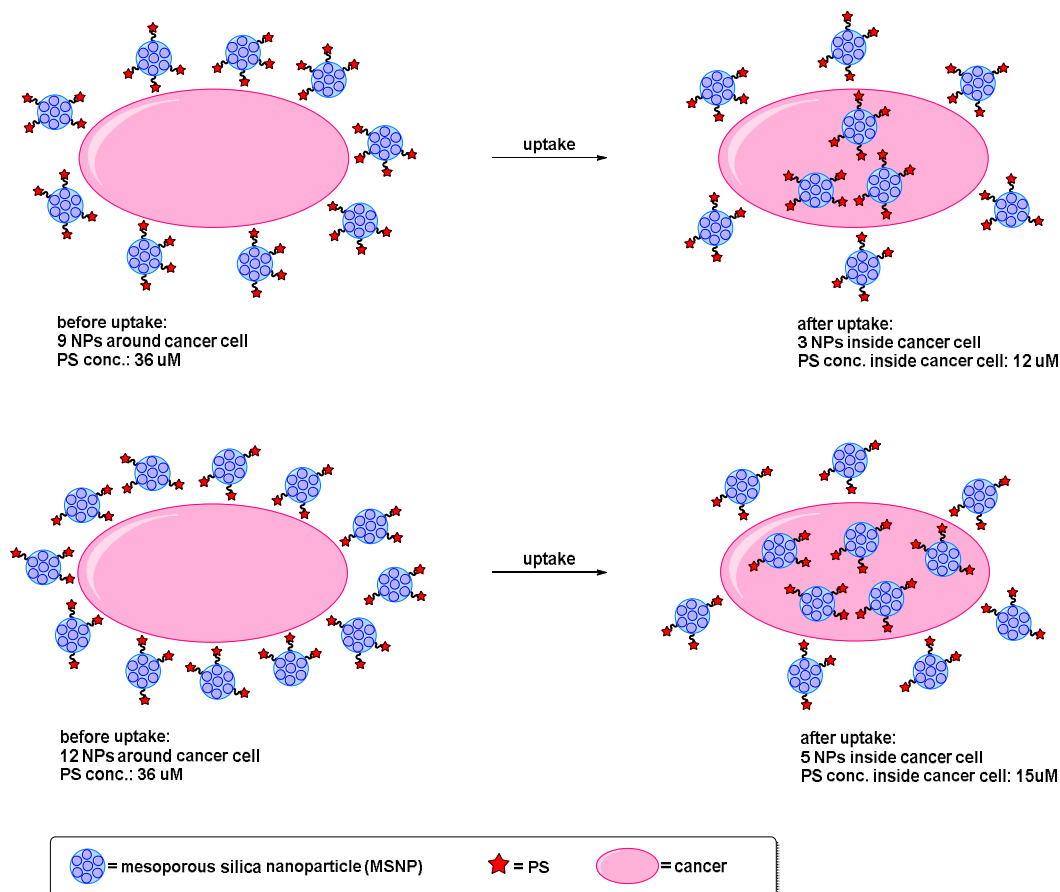 uptake
before uptake:
9 NPs around cancer cell
PS conc.: 36 uM
after uptake:
3 NPs inside cancer cell
PS conc. inside cancer cell: 12 uM
uptake
before uptake:
12 NPs around cancer cell
PS conc.: 36 uM
after uptake:
5 NPs inside cancer cell
PS conc. inside cancer cell: 15uM
= mesoporous silica nanoparticle (MSNP) = PS = cancer